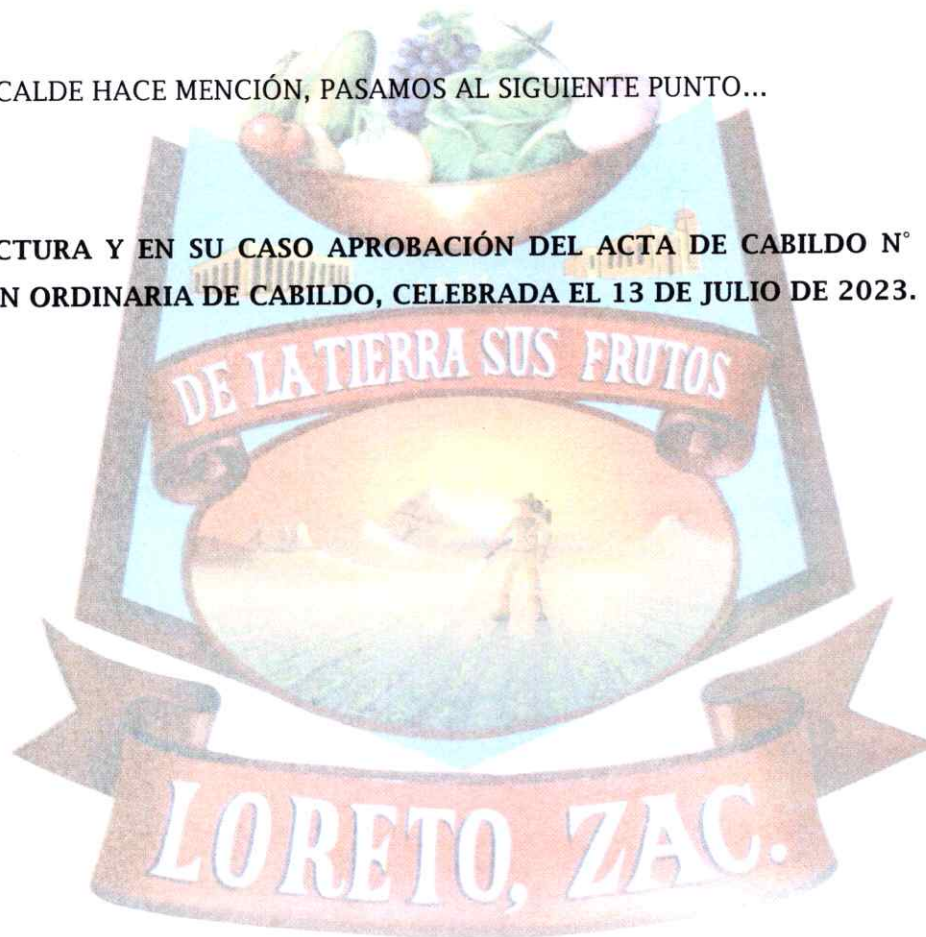 CALDE HACE MENCIÓN, PASAMOS AL SIGUIENTE PUNTO...
CTURA Y EN SU CASO APROBACIÓN DEL ACTA DE CABILDO N°
N ORDINARIA DE CABILDO, CELEBRADA EL 13 DE JULIO DE 2023.
DE LA TIERRA SUS FRUTOS
LORETO, ZAC.